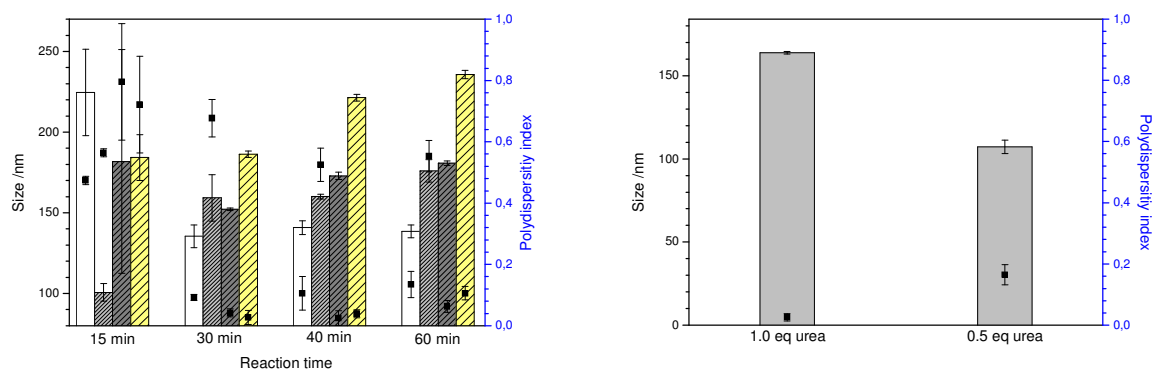 250
200
150
100
Size /nm
1,0
0,8
0,6
0,4
0,2
0,0
Polydispersitiy index
15 min
30 min
40 min
60 min
Reaction time
150
100
50
0
Size /nm
1,0
0,8
0,6
0,4
0,2
0,0
Polydispersitiy index
1.0 eq urea
0.5 eq urea